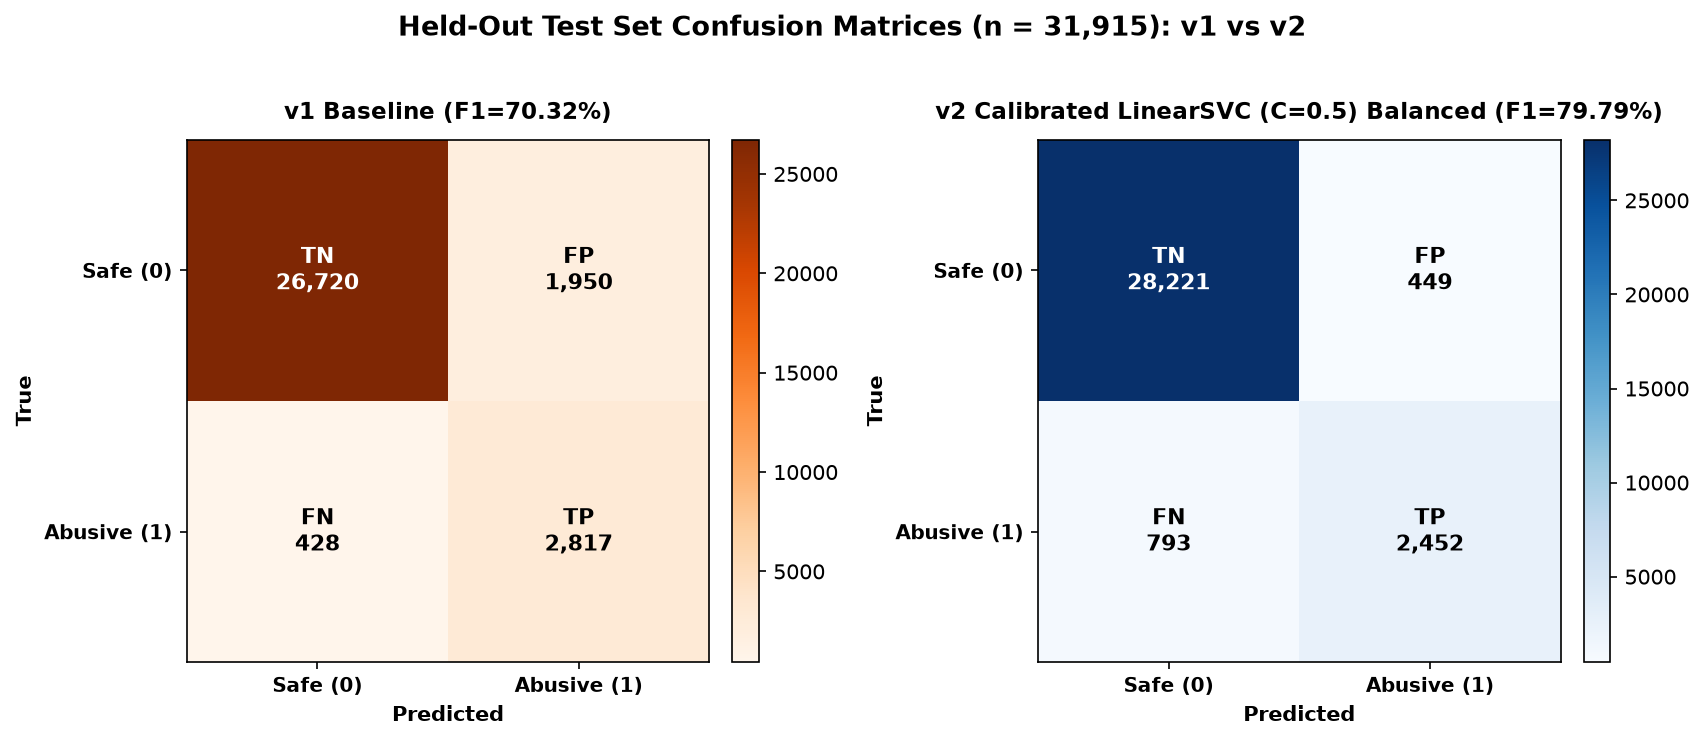 Held-Out Test Set Confusion Matrices (n = 31,915): v1 vs v2
v1 Baseline (F1=70.32%)
True
Safe (0)
Abusive (1)
TN
26,720
FP
1,950
FN
428
TP
2,817
Safe (0)
Abusive (1)
Predicted
25000
20000
15000
10000
5000
v2 Calibrated LinearSVC (C=0.5) Balanced (F1=79.79%)
True
Safe (0)
Abusive (1)
TN
28,221
FP
449
FN
793
TP
2,452
Safe (0)
Abusive (1)
Predicted
25000
20000
15000
10000
5000